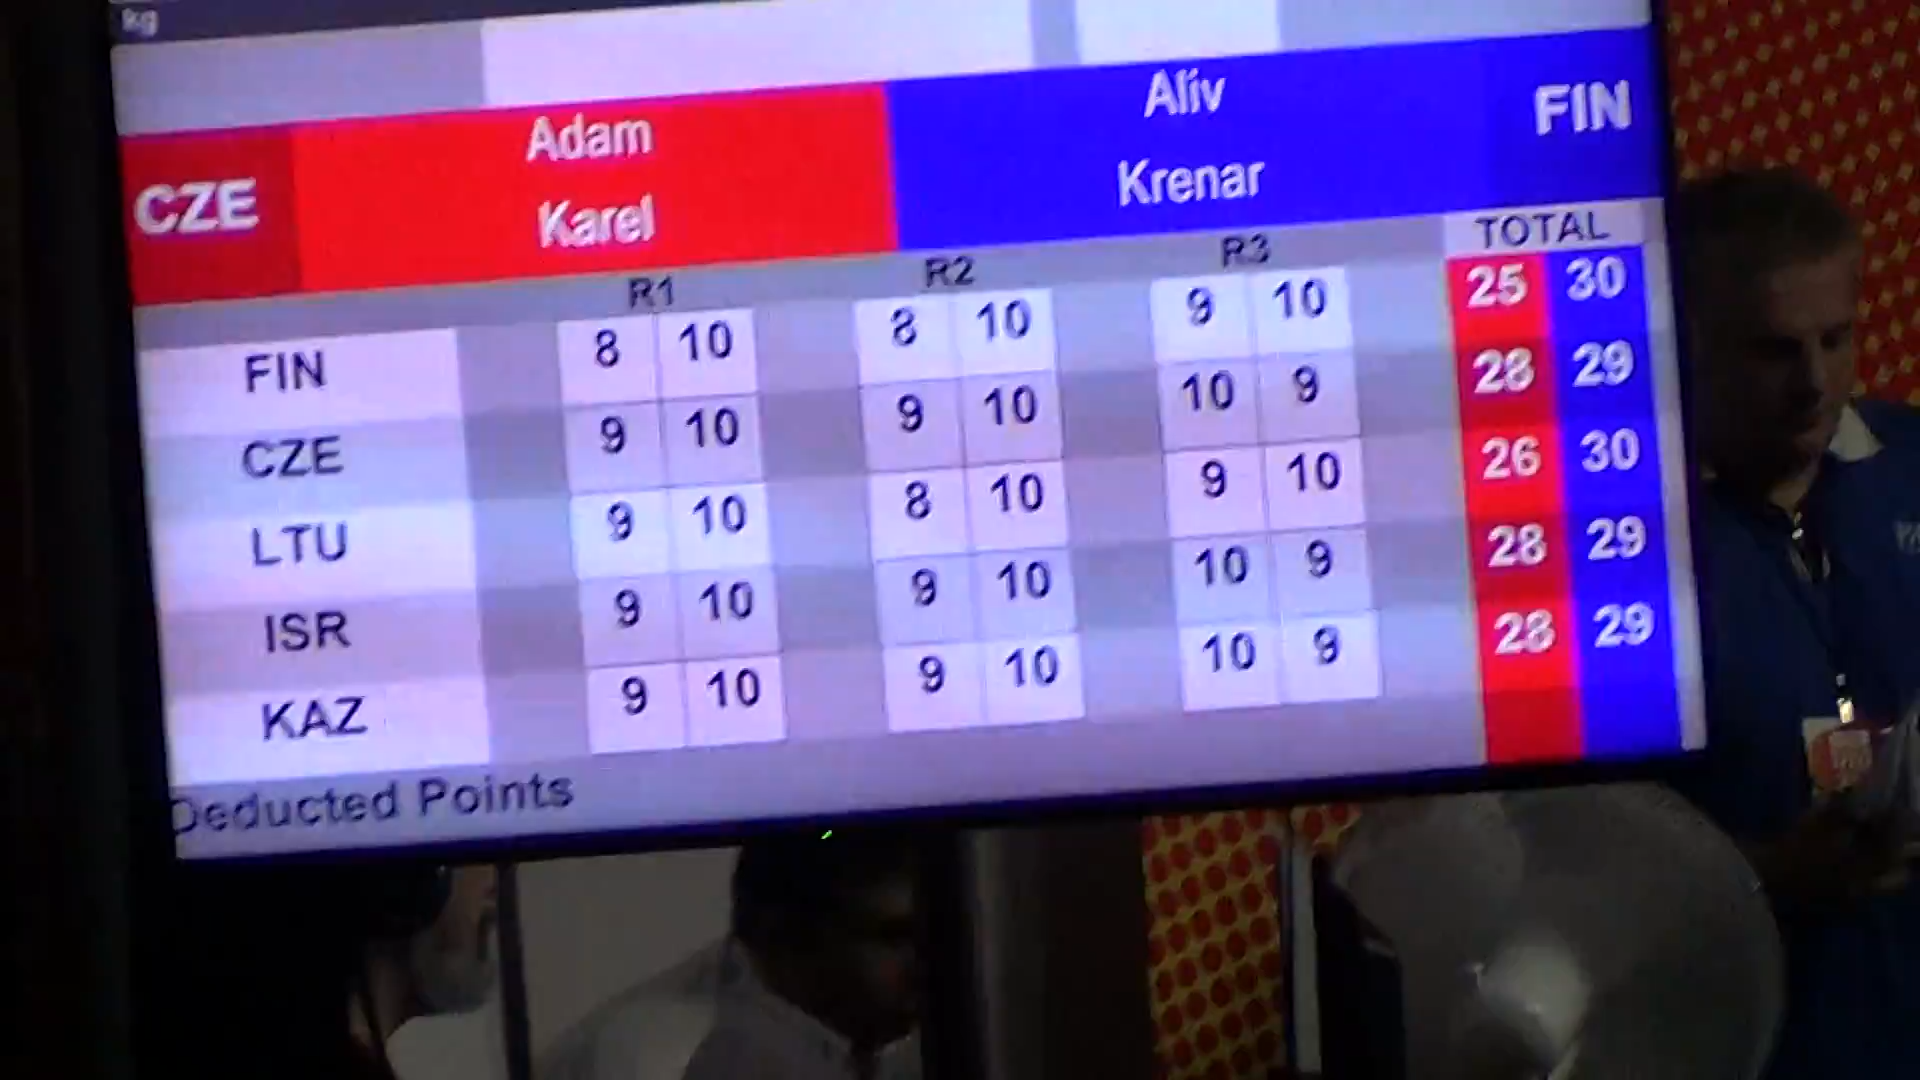 kg
CZE Adam Karel Aliv Krenar FIN
R1 R2 R3 TOTAL
FIN 8 10 8 10 9 10 25 30
CZE 9 10 9 10 10 9 28 29
LTU 9 10 8 10 9 10 26 30
ISR 9 10 9 10 10 9 28 29
KAZ 9 10 9 10 10 9 28 29
Deducted Points